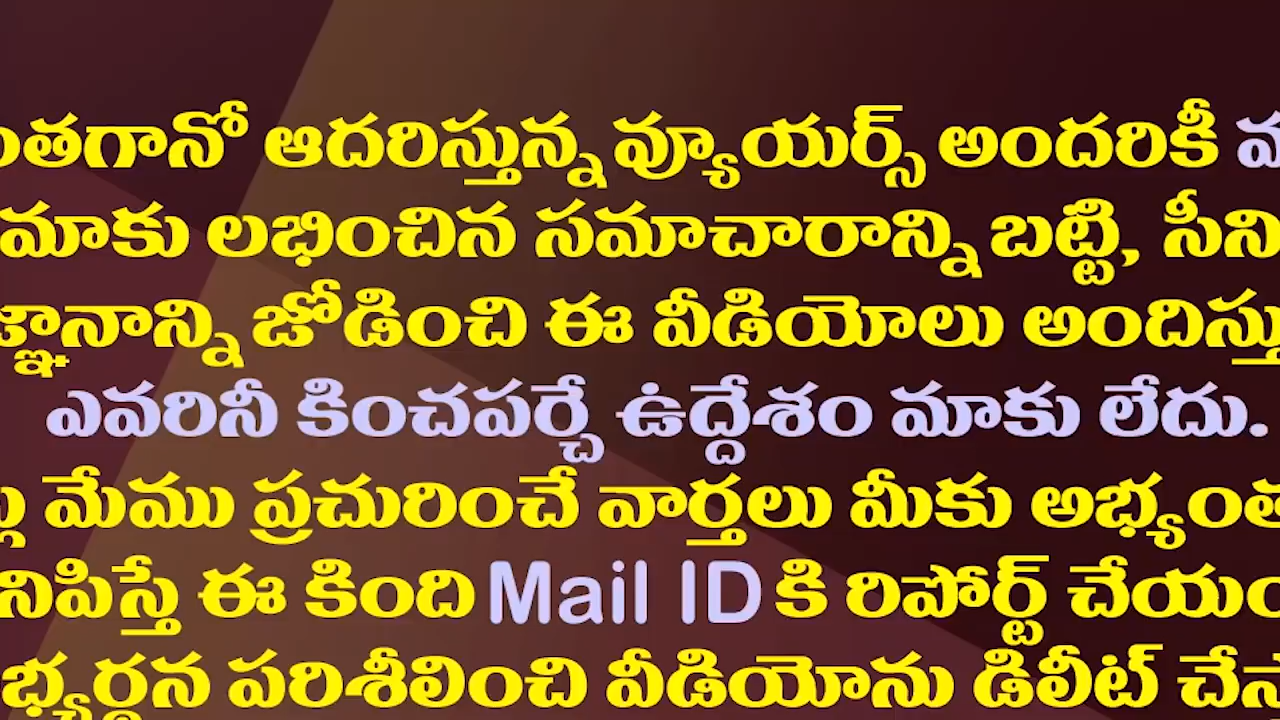 ంతగానో ఆదరిస్తున్న వ్యూయర్స్ అందరికీ
మాకు లభించిన సమాచారాన్ని బట్టి, సీని
జ్ఞానాన్ని జోడించి ఈ వీడియోలు అందిస్తు
ఎవరినీ కించపర్చే ఉద్దేశం మాకు లేదు.
మేము ప్రచురించే వార్తలు మీకు అభ్యంత
నిపిస్తే ఈ కింది Mail ID కి రిపోర్ట్ చేయం
భ్యర్థన పరిశీలించి వీడియోను డిలీట్ చేస